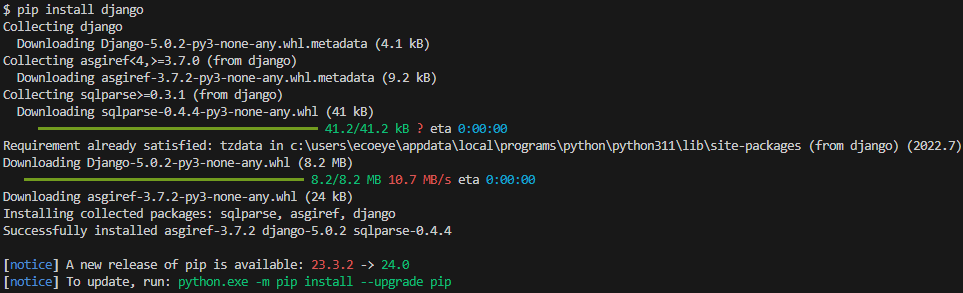 $ pip install django
Collecting django
Downloading Django-5.0.2-py3-none-any.whl.metadata (4.1 kB)
Collecting asgiref<4,>=3.7.0 (from django)
Downloading asgiref-3.7.2-py3-none-any.whl.metadata (9.2 kB)
Collecting sqlparse>=0.3.1 (from django)
Downloading sqlparse-0.4.4-py3-none-any.whl (41 kB)
41.2/41.2 kB ? eta 0:00:00
Requirement already satisfied: tzdata in c:\users\ecoeye\appdata\local\programs\python\python311\lib\site-packages (from django) (2022.7)
Downloading Django-5.0.2-py3-none-any.whl (8.2 MB)
8.2/8.2 MB 10.7 MB/s eta 0:00:00
Downloading asgiref-3.7.2-py3-none-any.whl (24 kB)
Installing collected packages: sqlparse, asgiref, django
Successfully installed asgiref-3.7.2 django-5.0.2 sqlparse-0.4.4
[notice] A new release of pip is available: 23.3.2 -> 24.0
[notice] To update, run: python.exe -m pip install --upgrade pip